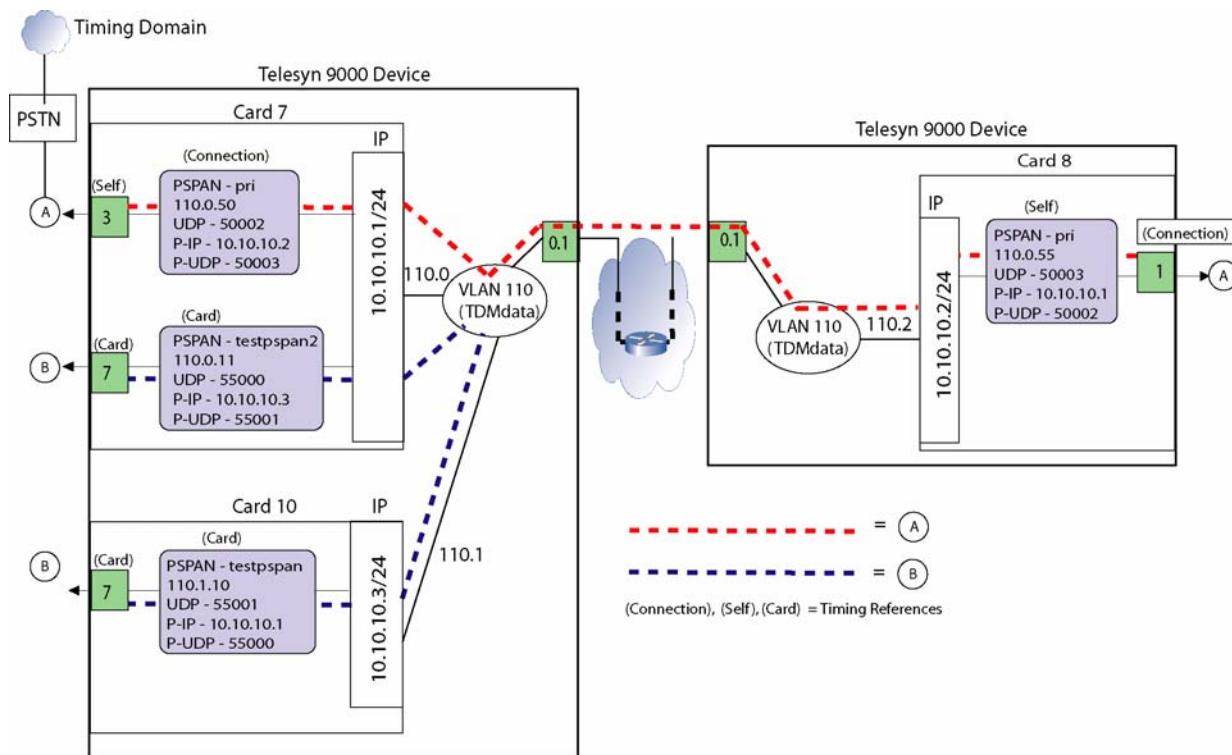 Timing Domain
PSTN
A
Telesyn 9000 Device
Card 7
IP
(Self)
3
(Connection)
PSPAN - pri
110.0.50
UDP - 50002
P-IP - 10.10.10.2
P-UDP - 50003
10.10.10.1/24
110.0
B
(Card)
7
(Card)
PSPAN - testpspan2
110.0.11
UDP - 55000
P-IP - 10.10.10.3
P-UDP - 55001
VLAN 110
(TDMdata)
0.1
Card 10
IP
B
(Card)
7
(Card)
PSPAN - testpspan
110.1.10
UDP - 55001
P-IP - 10.10.10.1
P-UDP - 55000
10.10.10.3/24
110.1
Telesyn 9000 Device
Card 8
0.1
VLAN 110
(TDMdata)
110.2
IP
10.10.10.2/24
(Self)
PSPAN - pri
110.0.55
UDP - 50003
P-IP - 10.10.10.1
P-UDP - 50002
(Connection)
1
A
= A
= B
(Connection), (Self), (Card) = Timing References